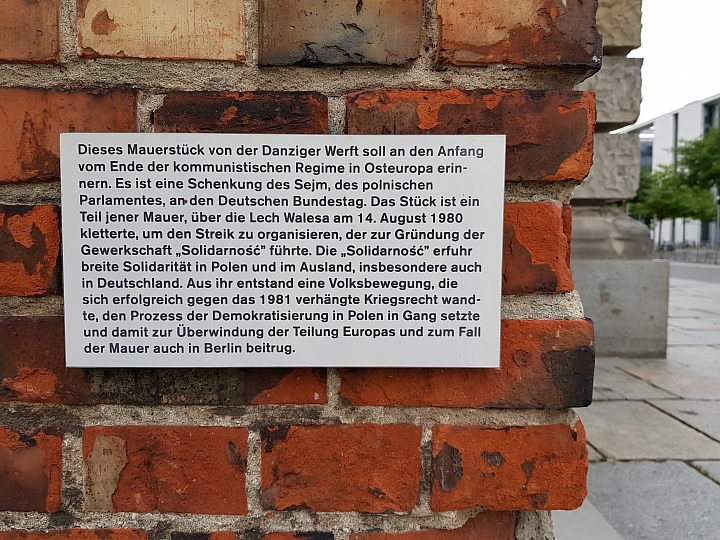 Dieses Mauerstück von der Danziger Werft soll an den Anfang
vom Ende der kommunistischen Regime in Osteuropa erin-
nern. Es ist eine Schenkung des Sejm, des polnischen
Parlamentes, an den Deutschen Bundestag. Das Stück ist ein
Teil jener Mauer, über die Lech Walesa am 14. August 1980
kletterte, um den Streik zu organisieren, der zur Gründung der
Gewerkschaft „Solidarność” führte. Die „Solidarność” erfuhr
breite Solidarität in Polen und im Ausland, insbesondere auch
in Deutschland. Aus ihr entstand eine Volksbewegung, die
sich erfolgreich gegen das 1981 verhängte Kriegsrecht wand-
te, den Prozess der Demokratisierung in Polen in Gang setzte
und damit zur Überwindung der Teilung Europas und zum Fall
der Mauer auch in Berlin beitrug.